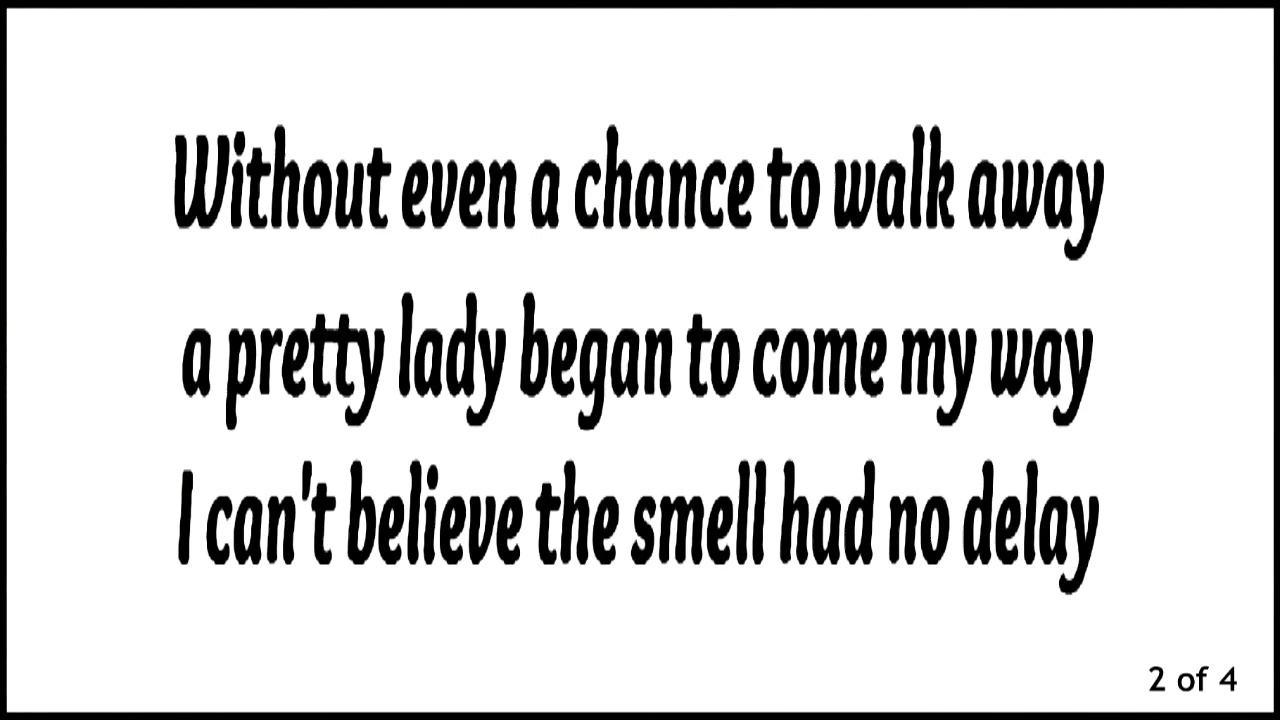 Without even a chance to walk away
a pretty lady began to come my way
I can't believe the smell had no delay
2 of 4